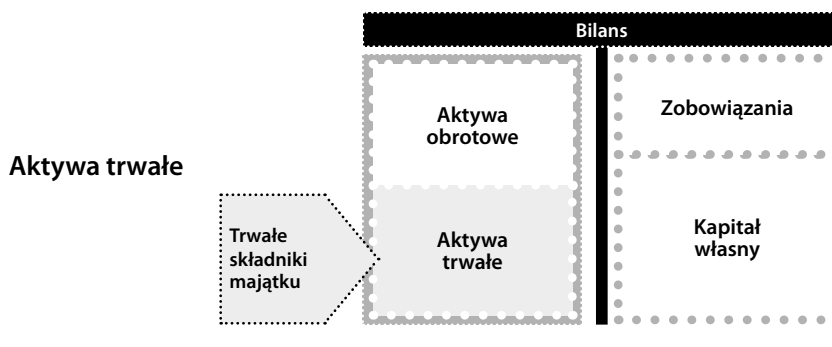 Bilans
Aktywa
obrotowe
Zobowiązania
Aktywa trwałe
Trwałe
składniki
majątku
Aktywa
trwałe
Kapitał
własny